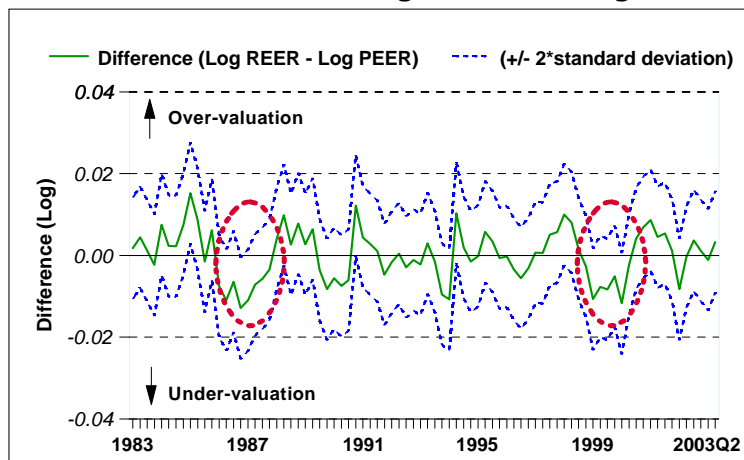 Difference (Log REER - Log PEER) (+/- 2*standard deviation)
0.04
Over-valuation
0.02
0.00
-0.02
Under-valuation
-0.04
Difference (Log)
1983 1987 1991 1995 1999 2003Q2